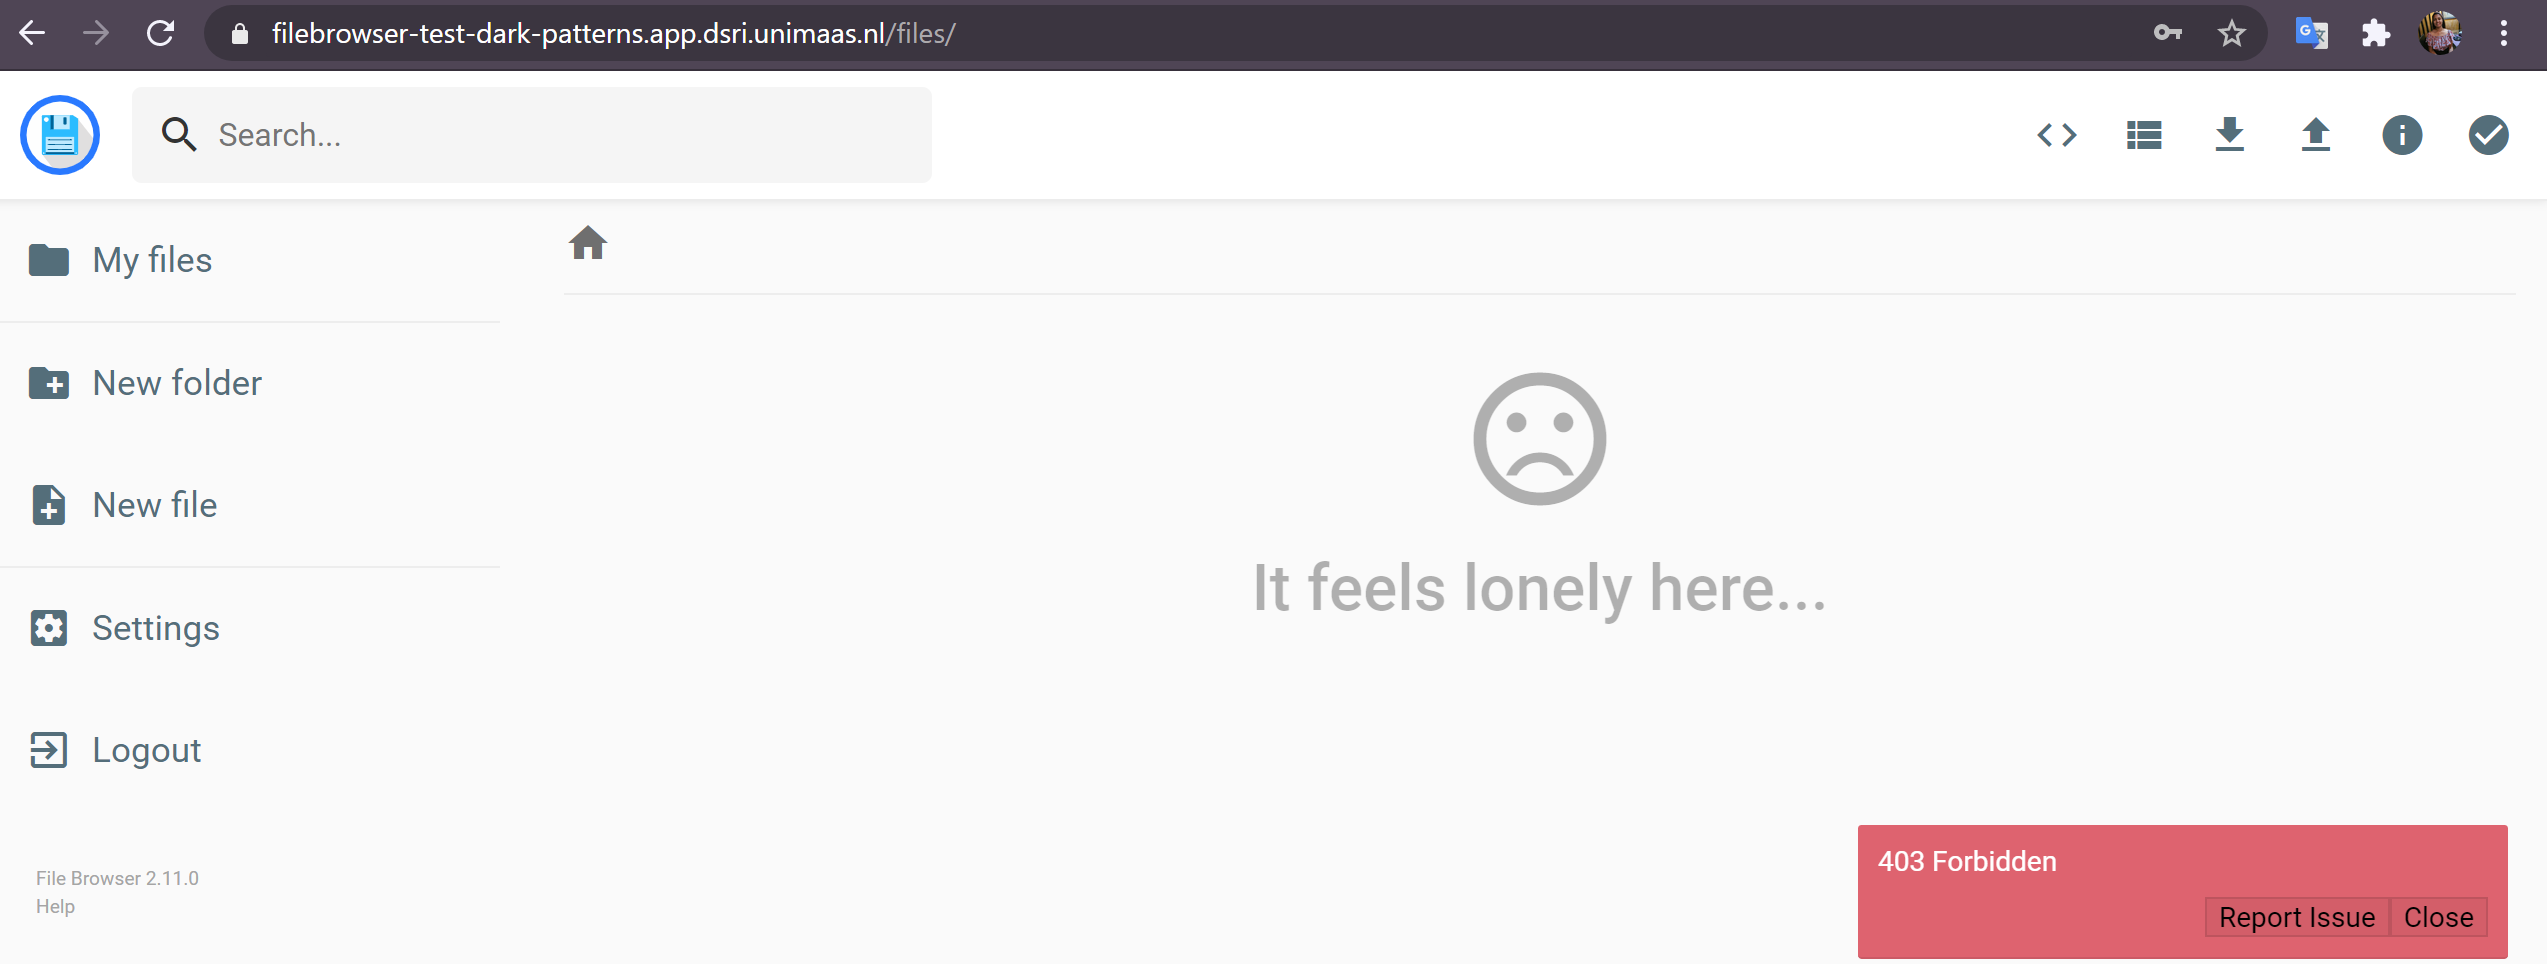 filebrowser-test-dark-patterns.app.dsri.unimaas.nl/files/
Search...
My files
New folder
New file
Settings
Logout
File Browser 2.11.0
Help
It feels lonely here...
403 Forbidden
Report Issue Close